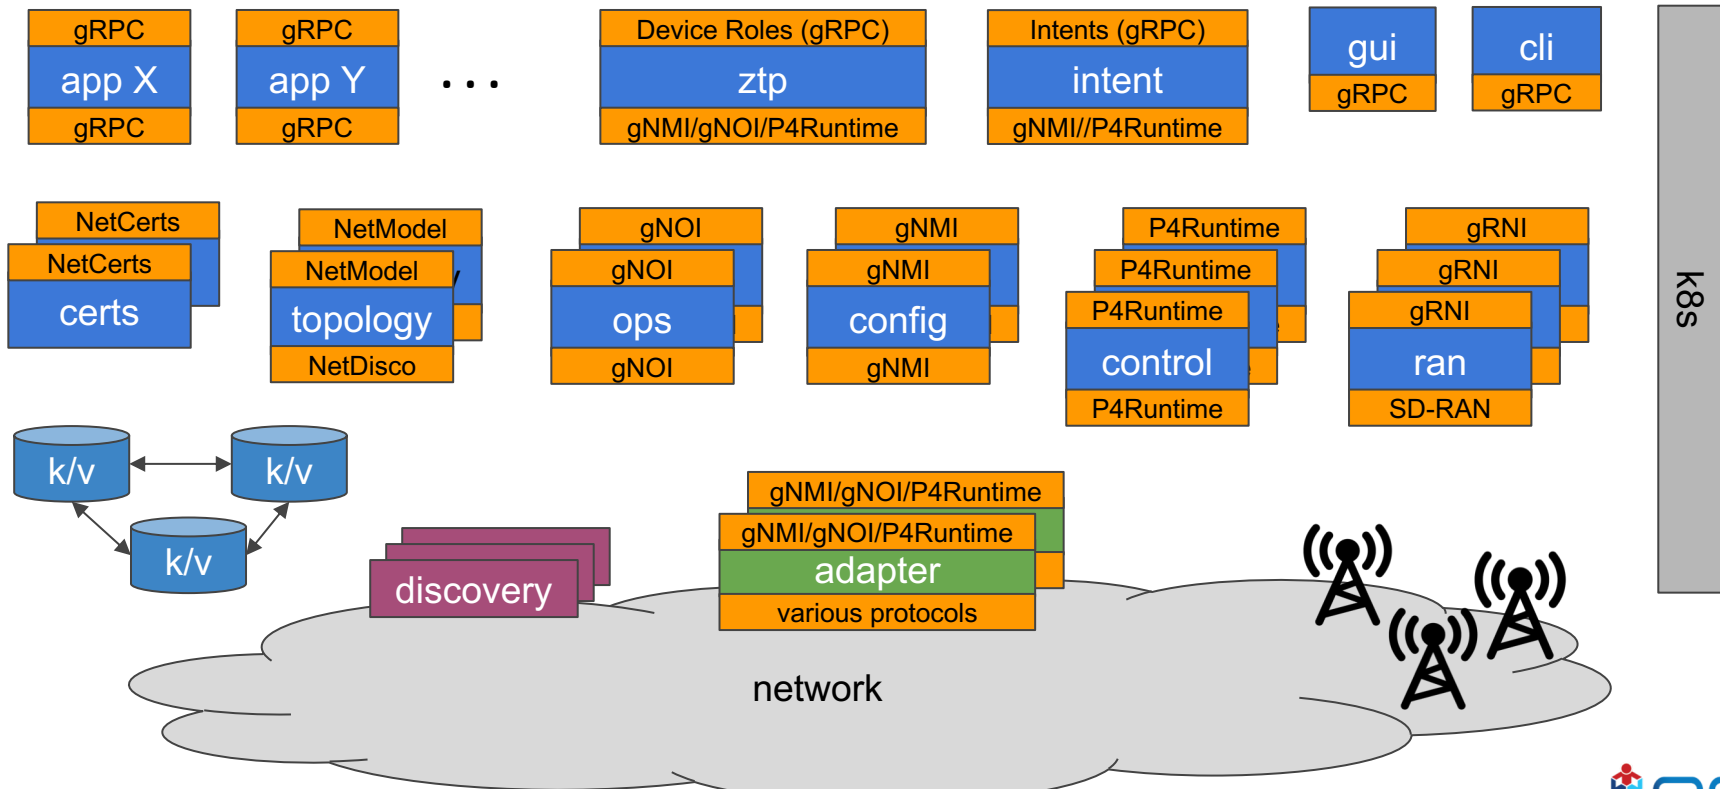 gRPC
app X
gRPC
gRPC
app Y
gRPC
...
Device Roles (gRPC)
ztp
gNMI/gNOI/P4Runtime
Intents (gRPC)
intent
gNMI//P4Runtime
gui
gRPC
cli
gRPC
k8s
NetCerts
NetCerts
certs
NetModel
NetModel
topology
NetDisco
gNOI
gNOI
ops
gNOI
gNMI
gNMI
config
gNMI
P4Runtime
P4Runtime
P4Runtime
control
P4Runtime
gRNI
gRNI
gRNI
ran
SD-RAN
k/v
k/v
k/v
discovery
gNMI/gNOI/P4Runtime
gNMI/gNOI/P4Runtime
adapter
various protocols
network